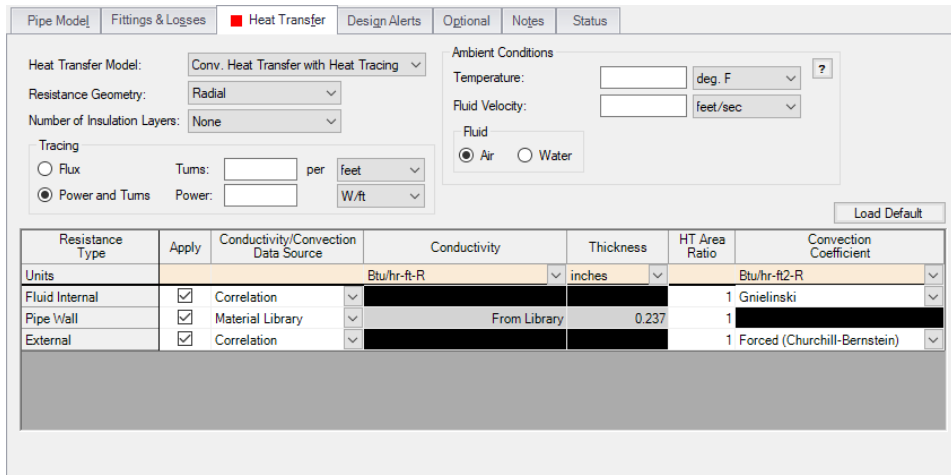 Pipe Model Fittings & Losses Heat Transfer Design Alerts Optional Notes Status
Heat Transfer Model: Conv. Heat Transfer with Heat Tracing
Resistance Geometry: Radial
Number of Insulation Layers: None
Tracing
Flux Turns: per feet
Power and Turns Power: W/ft
Ambient Conditions
Temperature: deg. F ?
Fluid Velocity: feet/sec
Fluid
Air Water
Load Default
Resistance Type Apply Conductivity/Convection Data Source Conductivity Thickness HT Area Ratio Convection Coefficient
Units Btu/hr-ft-R inches Btu/hr-ft2-R
Fluid Internal Correlation 1 Gnielinski
Pipe Wall Material Library From Library 0.237 1
External Correlation 1 Forced (Churchill-Bernstein)